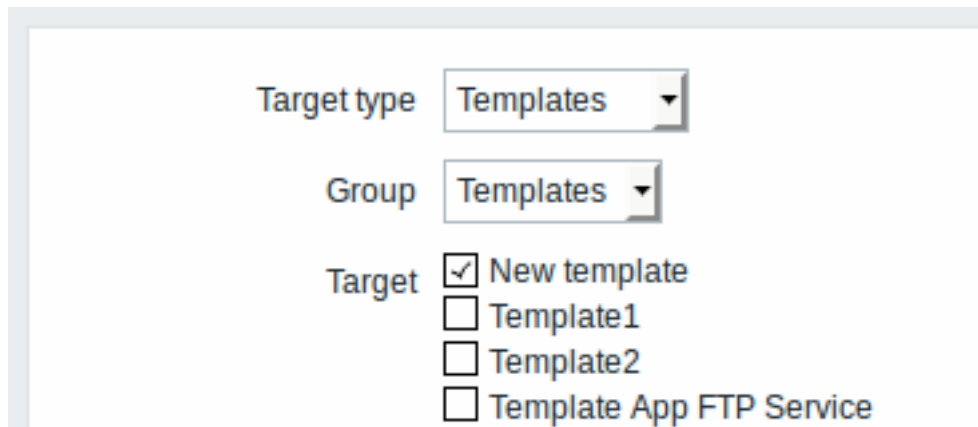 Target type Templates
Group Templates
Target New template
Template1
Template2
Template App FTP Service